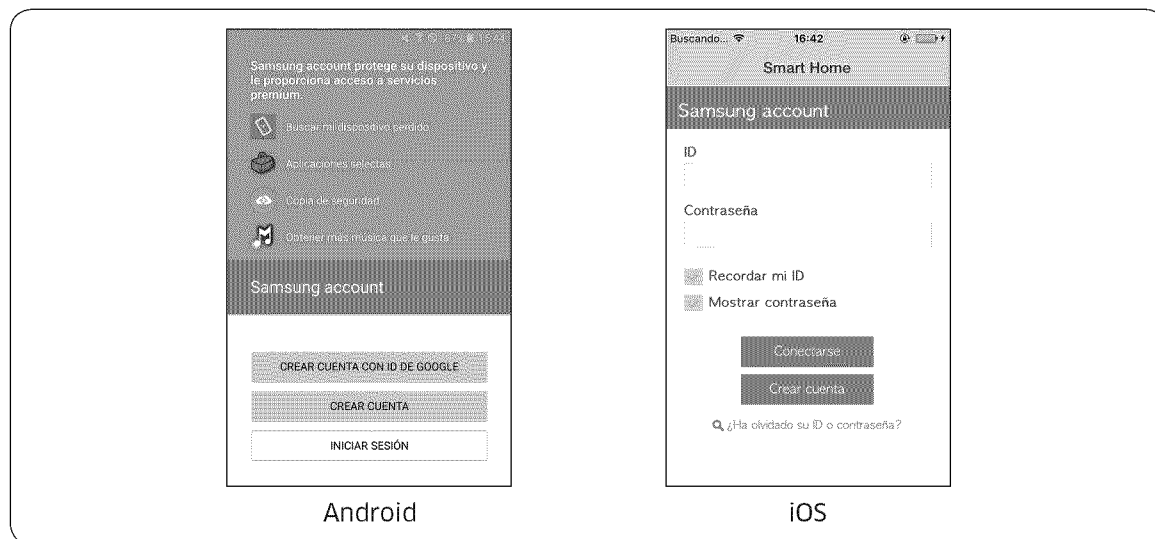 Samsung account protege su dispositivo y
le proporciona acceso a servicios
premium.
Buscar mi dispositivo perdido
Aplicaciones selectas
Copia de seguridad
Obtener más música que le gusta
Samsung account
CREAR CUENTA CON ID DE GOOGLE
CREAR CUENTA
INICIAR SESIÓN
Android
Buscando... 16:42
Smart Home
Samsung account
ID
Contraseña
Recordar mi ID
Mostrar contraseña
Conectarse
Crear cuenta
¿Ha olvidado su ID o contraseña?
iOS